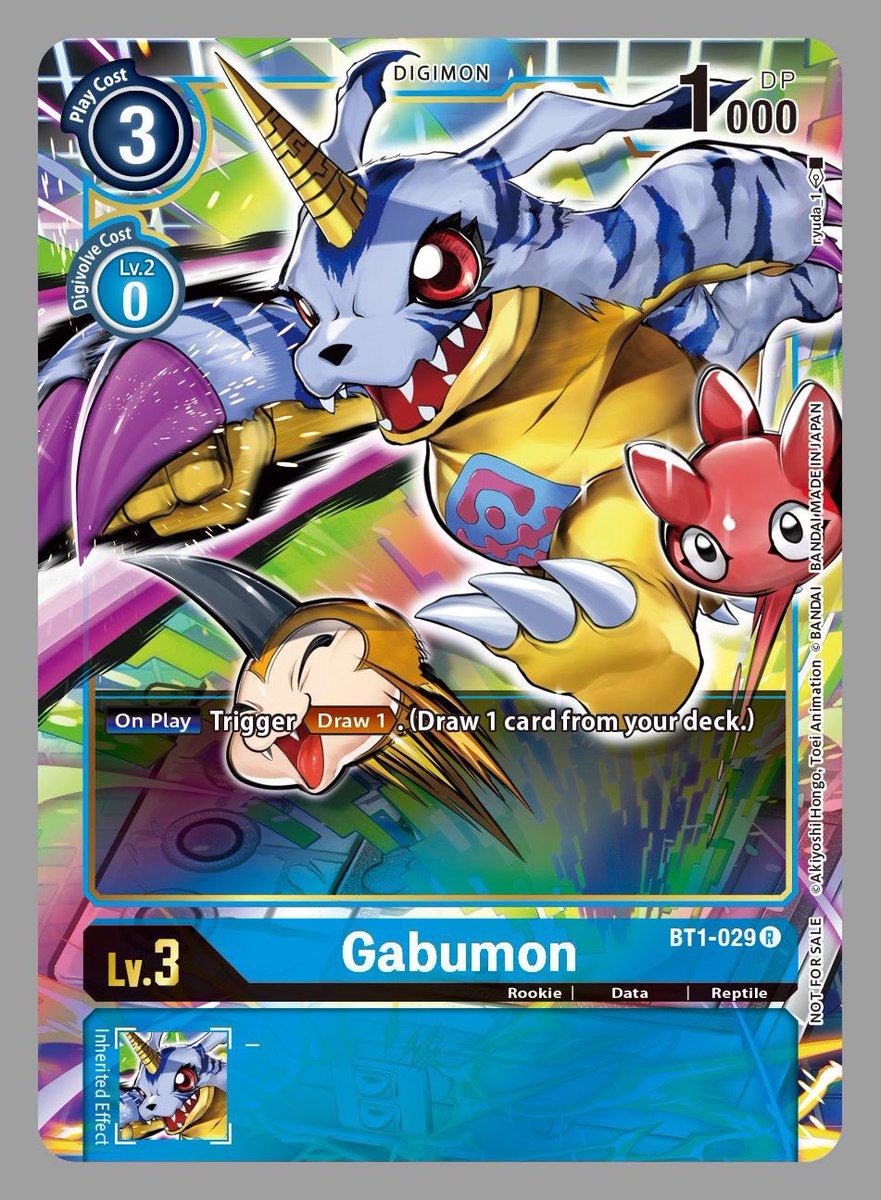 DIGIMON
Play Cost
3
1000
DP
Digivolve Cost
Lv.2
0
ryuda_1
On Play Trigger Draw 1. (Draw 1 card from your deck.)
NOT FOR SALE ©Akiyoshi Hongo, Toei Animation ©BANDAI BANDAI MADE IN JAPAN
Lv.3
Gabumon
BT1-029 R
Rookie | Data | Reptile
Inherited Effect
—